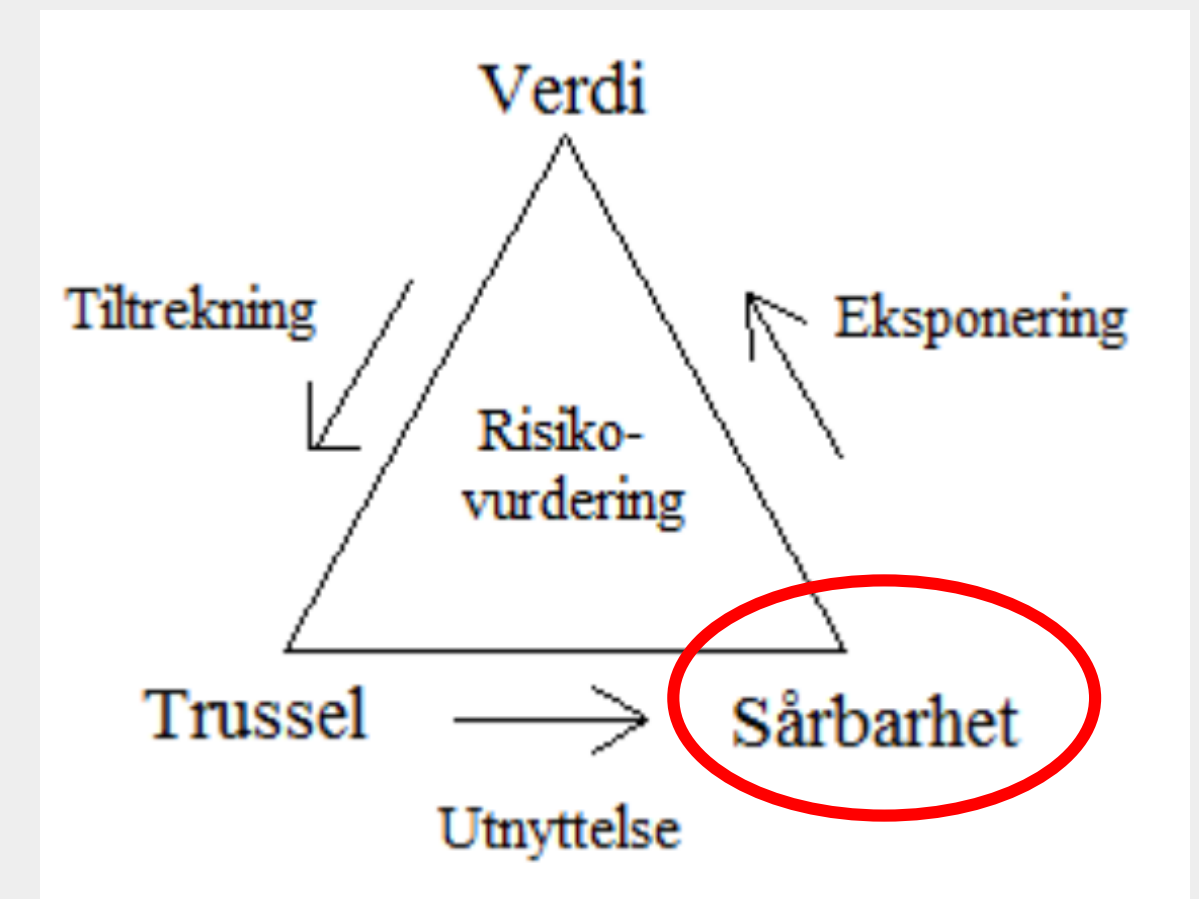 Verdi
Tiltrekning
Eksponering
Risiko-
vurdering
Trussel
Sårbarhet
Utnyttelse